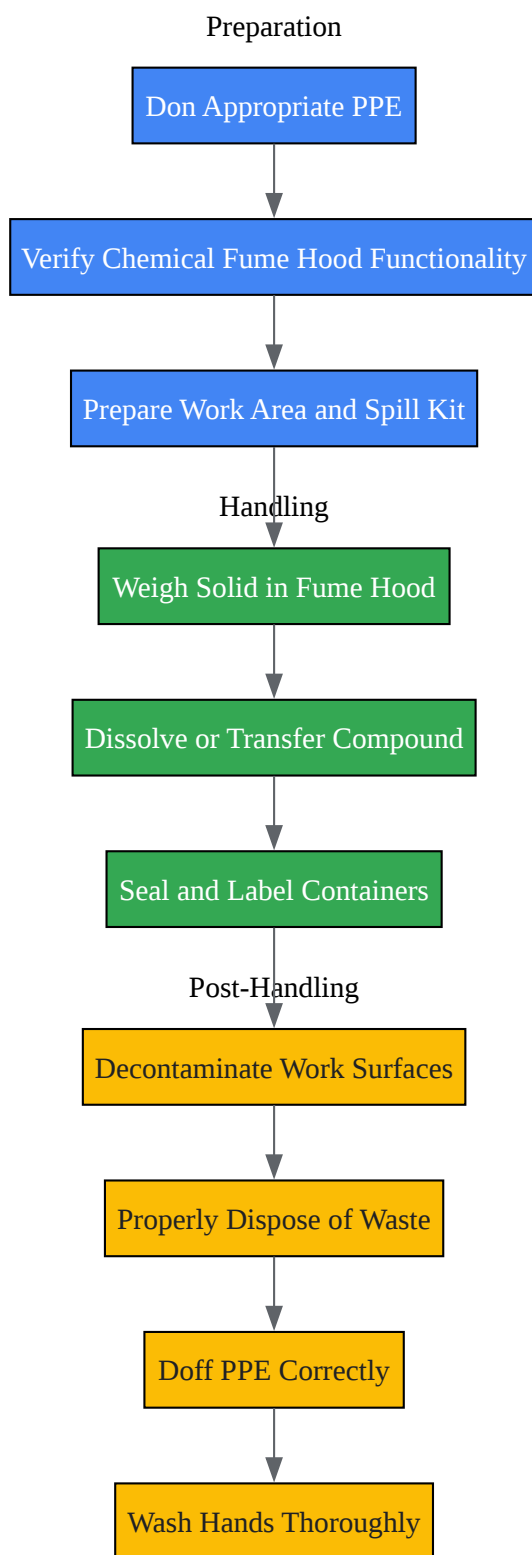 Preparation
Don Appropriate PPE
Verify Chemical Fume Hood Functionality
Prepare Work Area and Spill Kit
Handling
Weigh Solid in Fume Hood
Dissolve or Transfer Compound
Seal and Label Containers
Post-Handling
Decontaminate Work Surfaces
Properly Dispose of Waste
Doff PPE Correctly
Wash Hands Thoroughly